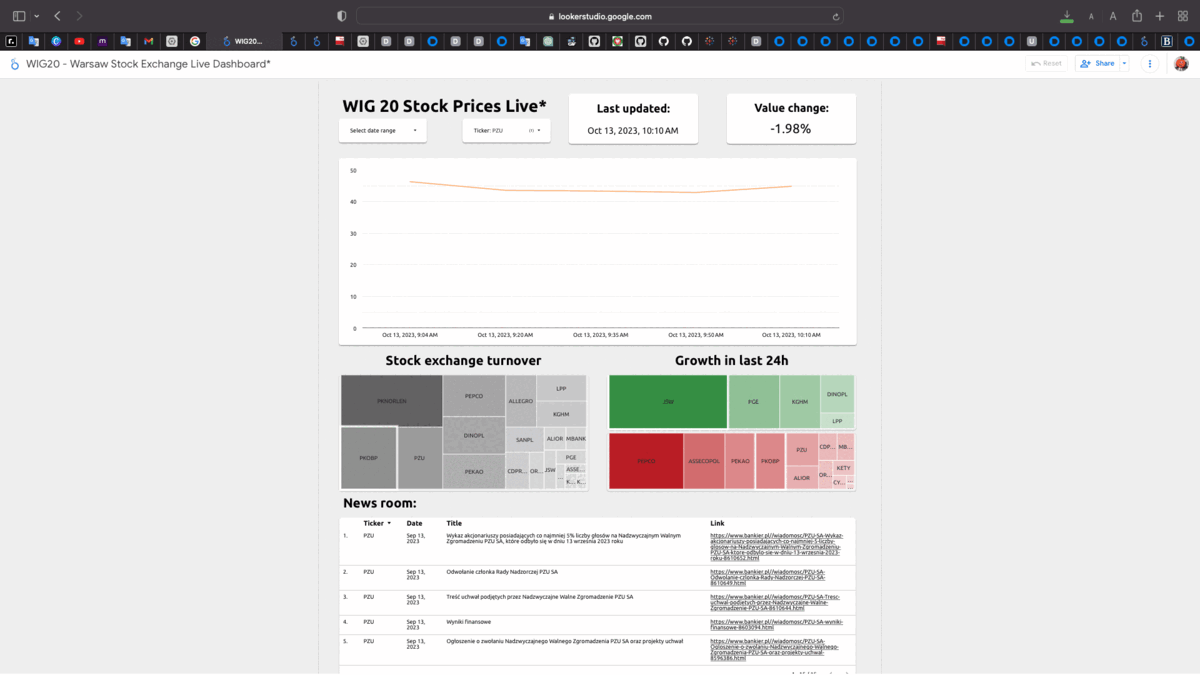 lookerstudio.google.com
A A
WIG20...
WIG20 - Warsaw Stock Exchange Live Dashboard*
Reset
Share
WIG 20 Stock Prices Live*
Select date range
Ticker: PZU (1)
Last updated:
Oct 13, 2023, 10:10 AM
Value change:
-1.98%
50
40
30
20
10
0
Oct 13, 2023, 9:04 AM
Oct 13, 2023, 9:20 AM
Oct 13, 2023, 9:35 AM
Oct 13, 2023, 9:50 AM
Oct 13, 2023, 10:10 AM
Stock exchange turnover
PKNORLEN
PEPCO
ALLEGRO
LPP
KGHM
DINOPL
PKOBP
PZU
SANPL
ALIOR
MBANK
PEKAO
CDPR...
OR...
JSW
PGE
ASSE...
...
K...
K...
Growth in last 24h
JSW
PGE
KGHM
DINOPL
LPP
PEPCO
ASSECOPOL
PEKAO
PKOBP
PZU
CDP...
MB...
ALIOR
OR...
KETY
CY...
...
News room:
Ticker Date Title Link
1. PZU Sep 13, 2023 Wykaz akcjonariuszy posiadających co najmniej 5% liczby głosów na Nadzwyczajnym Walnym
Zgromadzeniu PZU SA, które odbyło się w dniu 13 września 2023 roku
https://www.bankier.pl//wiadomosc/PZU-SA-Wykaz-
akcjonariuszy-posiadajacych-co-najmniej-5-liczby-
glosow-na-Nadzwyczajnym-Walnym-Zgromadzeniu-
PZU-SA-ktore-odbylo-sie-w-dniu-13-wrzesnia-2023-
roku-8610652.html
2. PZU Sep 13, 2023 Odwołanie członka Rady Nadzorczej PZU SA
https://www.bankier.pl//wiadomosc/PZU-SA-
Odwolanie-czlonka-Rady-Nadzorczej-PZU-SA-
8610649.html
3. PZU Sep 13, 2023 Treść uchwał podjętych przez Nadzwyczajne Walne Zgromadzenie PZU SA
https://www.bankier.pl//wiadomosc/PZU-SA-Tresc-
uchwal-podjetych-przez-Nadzwyczajne-Walne-
Zgromadzenie-PZU-SA-8610644.html
4. PZU Sep 13, 2023 Wyniki finansowe
https://www.bankier.pl//wiadomosc/PZU-SA-wyniki-
finansowe-8603094.html
5. PZU Sep 13, 2023 Ogłoszenie o zwołaniu Nadzwyczajnego Walnego Zgromadzenia PZU SA oraz projekty uchwał
https://www.bankier.pl//wiadomosc/PZU-SA-
Ogloszenie-o-zwolaniu-Nadzwyczajnego-Walnego-
Zgromadzenia-PZU-SA-oraz-projekty-uchwal-
8596386.html